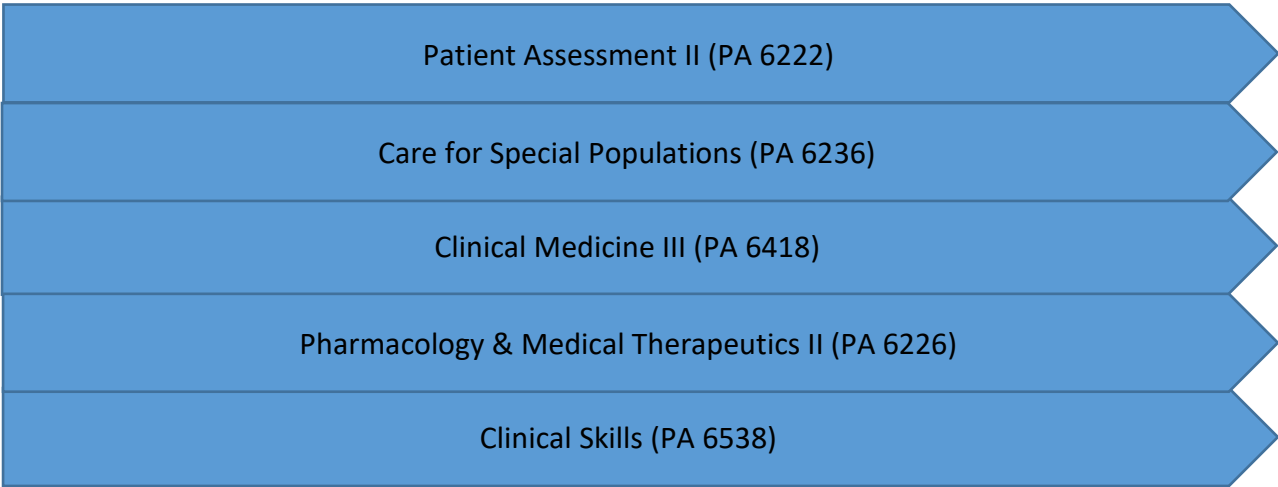 Patient Assessment II (PA 6222)
Care for Special Populations (PA 6236)
Clinical Medicine III (PA 6418)
Pharmacology & Medical Therapeutics II (PA 6226)
Clinical Skills (PA 6538)